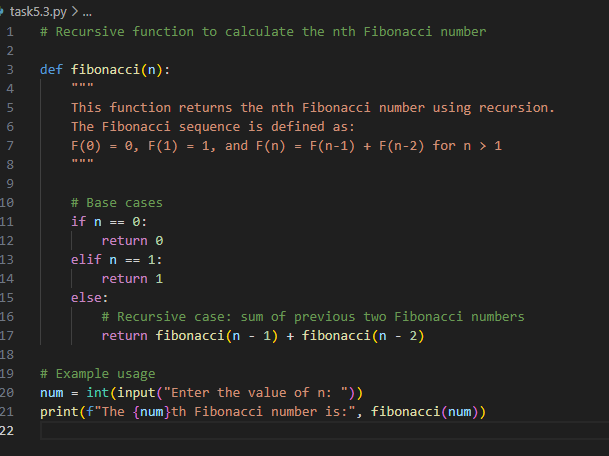 task5.3.py > ...
1 # Recursive function to calculate the nth Fibonacci number
2
3 def fibonacci(n):
4     """
5     This function returns the nth Fibonacci number using recursion.
6     The Fibonacci sequence is defined as:
7     F(0) = 0, F(1) = 1, and F(n) = F(n-1) + F(n-2) for n > 1
8     """
9
10     # Base cases
11     if n == 0:
12         return 0
13     elif n == 1:
14         return 1
15     else:
16         # Recursive case: sum of previous two Fibonacci numbers
17         return fibonacci(n - 1) + fibonacci(n - 2)
18
19 # Example usage
20 num = int(input("Enter the value of n: "))
21 print(f"The {num}th Fibonacci number is:", fibonacci(num))
22